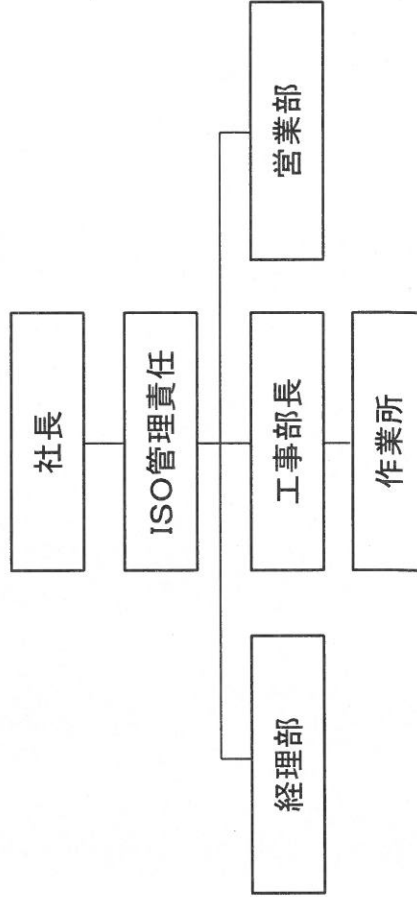 社長
ISO管理責任
経理部
工事部長
営業部
作業所